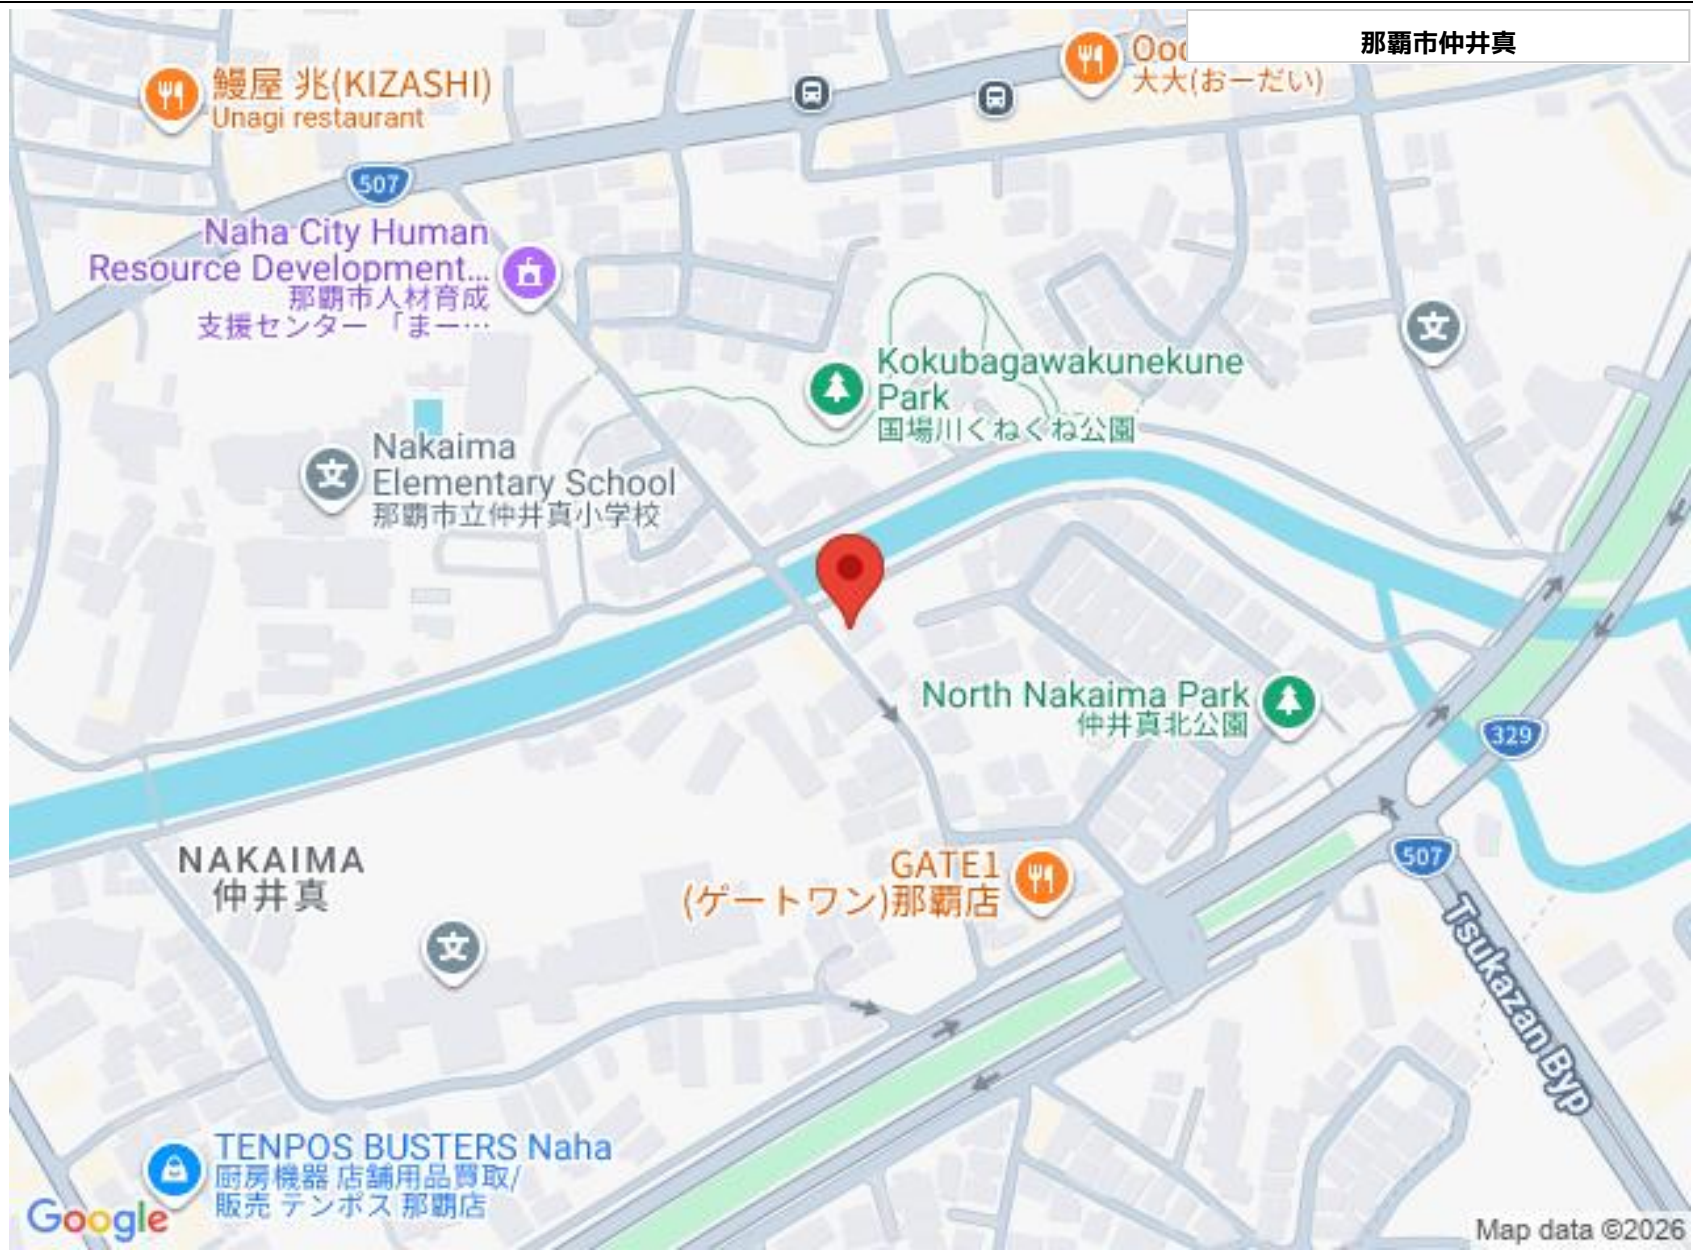 那覇市仲井真
鰻屋 兆(KIZASHI)
Unagi restaurant
大大(おーだい)
507
Naha City Human
Resource Development...
那覇市人材育成
支援センター 「まー…
文
Kokubagawakunekune
Park
国場川くねくね公園
文
Nakaima
Elementary School
那覇市立仲井真小学校
North Nakaima Park
仲井真北公園
329
507
NAKAIMA
仲井真
GATE1
(ゲートワン)那覇店
文
Tsukazan Byp
TENPOS BUSTERS Naha
厨房機器 店舗用品買取/
販売 テンポス 那覇店
Google
Map data ©2026